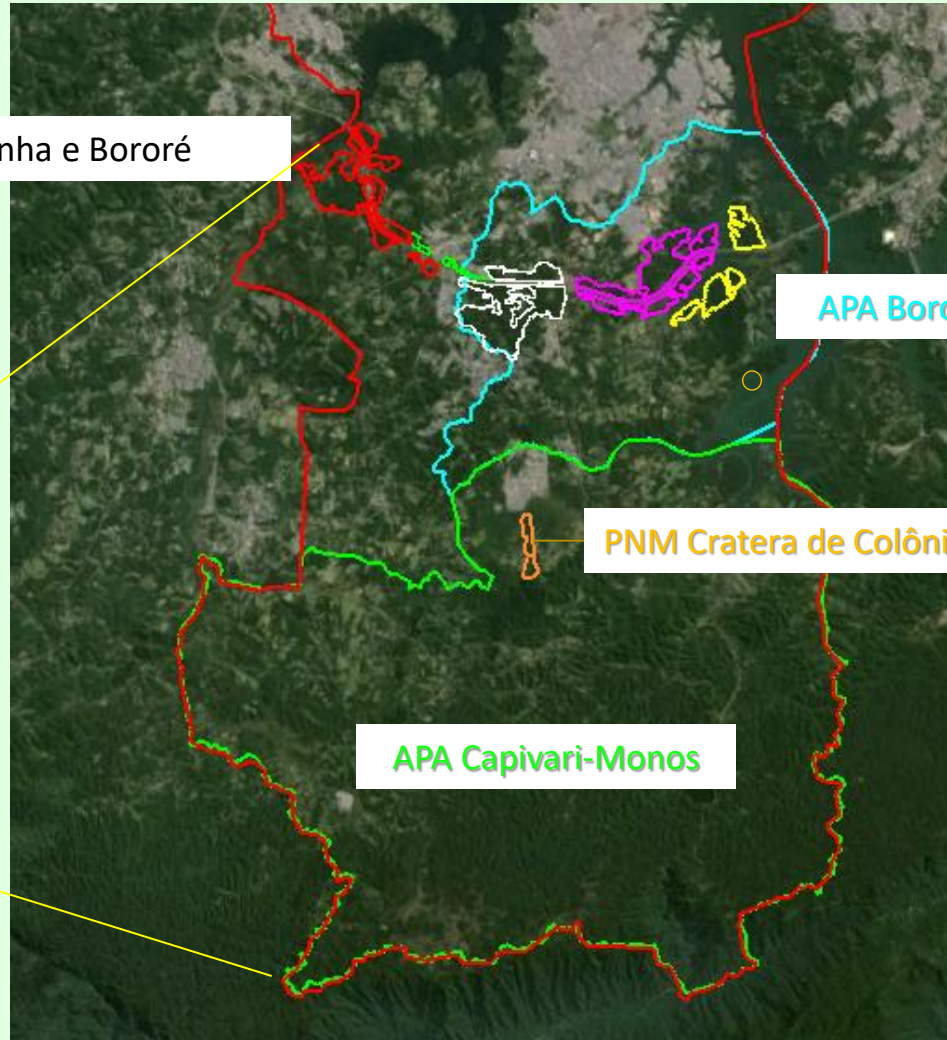 nha e Bororé
APA Boro
PNM Cratera de Colôni
APA Capivari-Monos